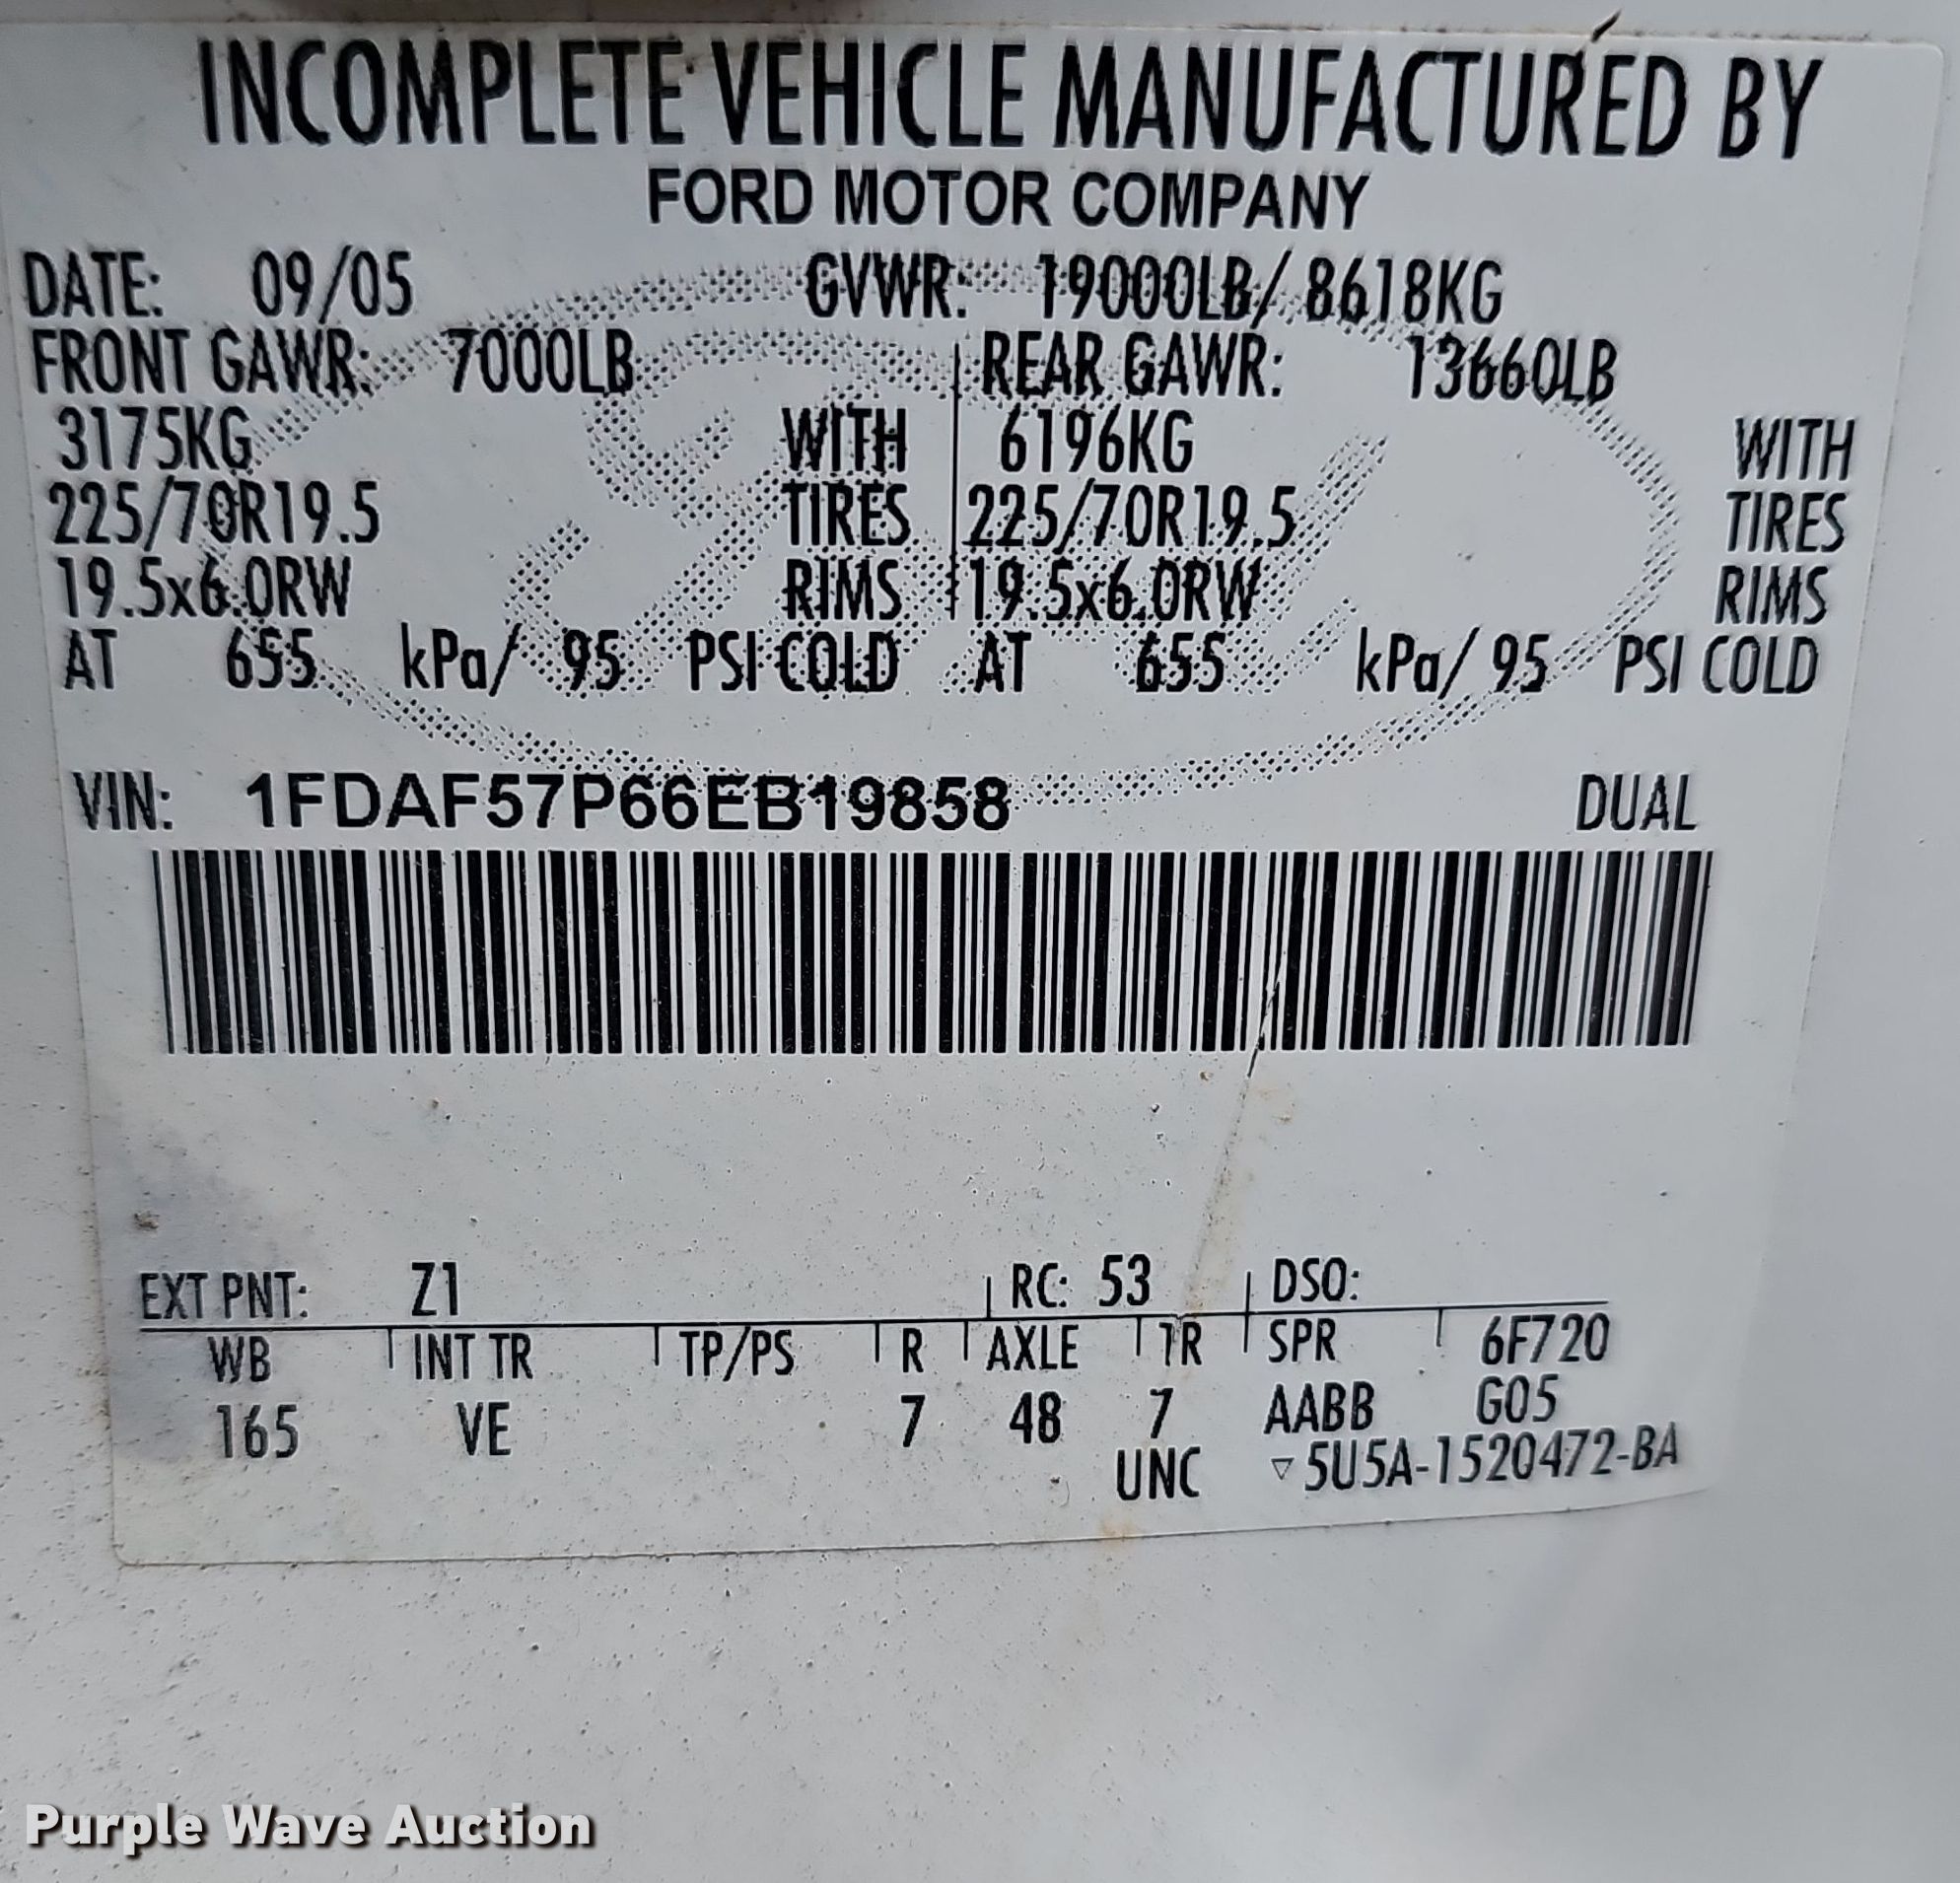 INCOMPLETE VEHICLE MANUFACTURED BY
FORD MOTOR COMPANY
DATE: 09/05 GVWR: 19000LB/ 8618KG
FRONT GAWR: 7000LB REAR GAWR: 13660LB
3175KG WITH 6196KG WITH
225/70R19.5 TIRES 225/70R19.5 TIRES
19.5x6.0RW RIMS 19.5x6.0RW RIMS
AT 655 kPa/ 95 PSI COLD AT 655 kPa/ 95 PSI COLD
VIN: 1FDAF57P66EB19858 DUAL
EXT PNT: Z1 RC: 53 DSO:
WB INT TR TP/PS R AXLE TR SPR 6F720
165 VE 7 48 7 AABB G05
UNC ▽5U5A-1520472-BA
Purple Wave Auction